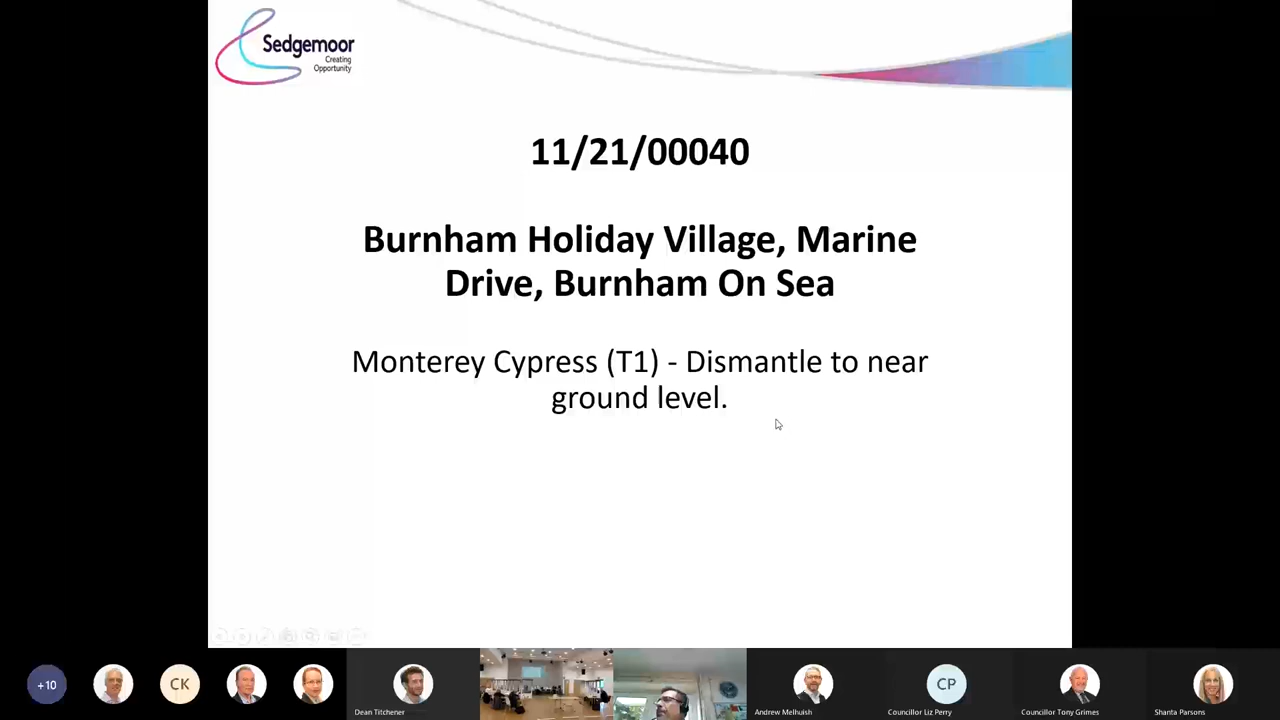 Sedgemoor
Creating
Opportunity
11/21/00040
Burnham Holiday Village, Marine
Drive, Burnham On Sea
Monterey Cypress (T1) - Dismantle to near
ground level.
+10
CK
CP
Dean Titchener
Andrew Melhuish
Councillor Liz Perry
Councillor Tony Grimes
Shanta Parsons